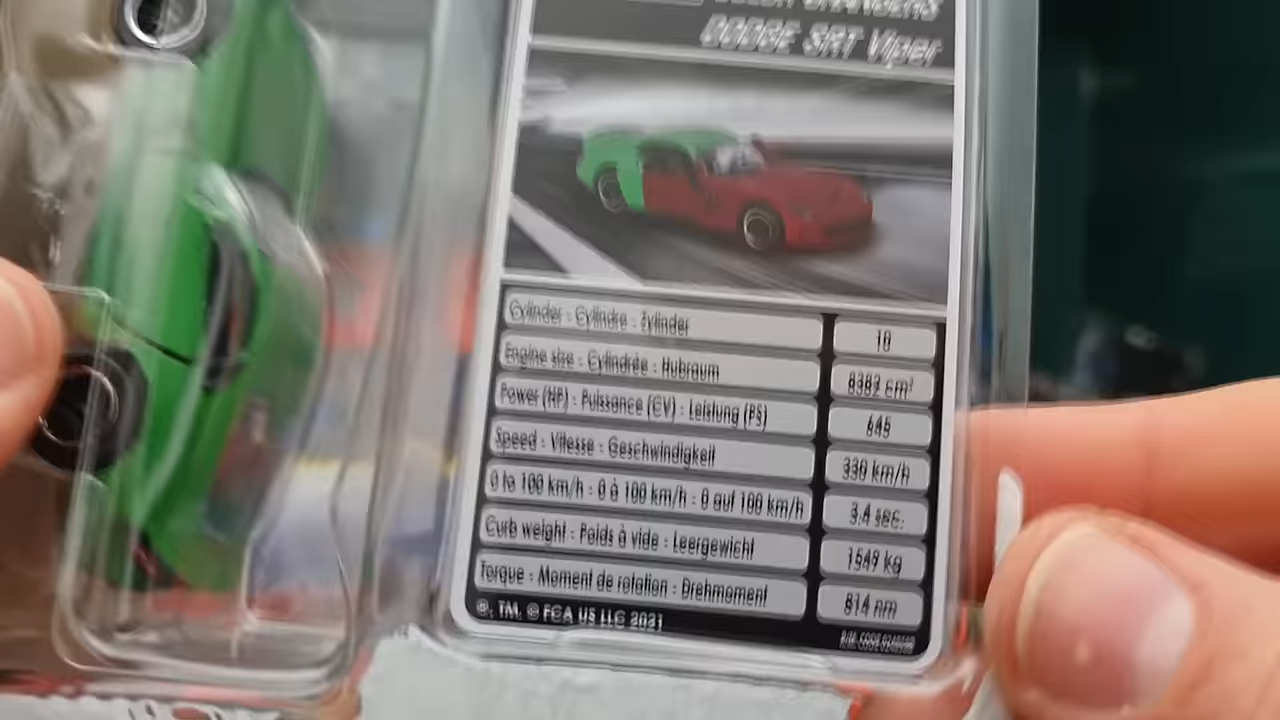 COLOR CHANGERS
DODGE SRT Viper
Cylinder : Cylindre : Zylinder 10
Engine size : Cylindrée : Hubraum 8382 cm³
Power (HP) : Puissance (CV) : Leistung (PS) 645
Speed : Vitesse : Geschwindigkeit 330 km/h
0 to 100 km/h : 0 à 100 km/h : 0 auf 100 km/h 3.4 sec.
Curb weight : Poids à vide : Leergewicht 1549 kg
Torque : Moment de rotation : Drehmoment 814 nm
®, TM, © FCA US LLC 2021